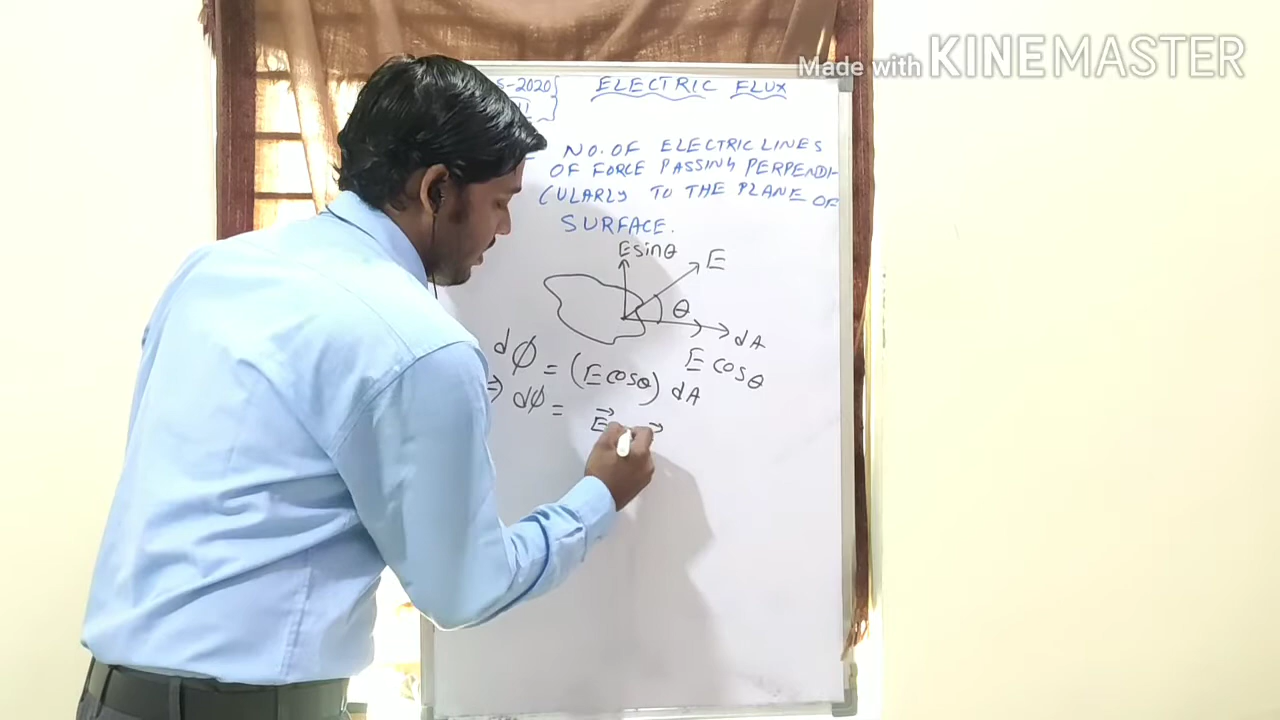 Made with KINEMASTER
-2020
ELECTRIC FLUX
NO. OF ELECTRIC LINES
OF FORCE PASSING PERPENDI-
CULARLY TO THE PLANE OF
SURFACE.
E sinθ
E
θ
dA
E cosθ
dϕ = (E cosθ) dA
⇒ dϕ = E⃗